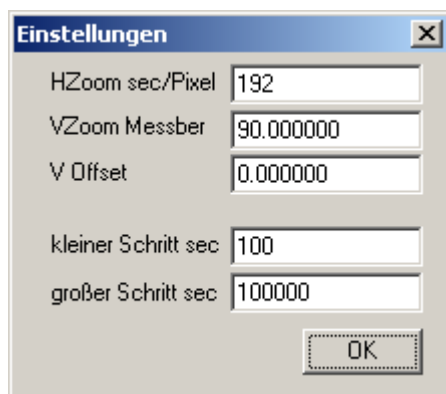 Einstellungen
HZoom sec/Pixel 192
VZoom Messber 90.000000
V Offset 0.000000
kleiner Schritt sec 100
großer Schritt sec 100000
OK